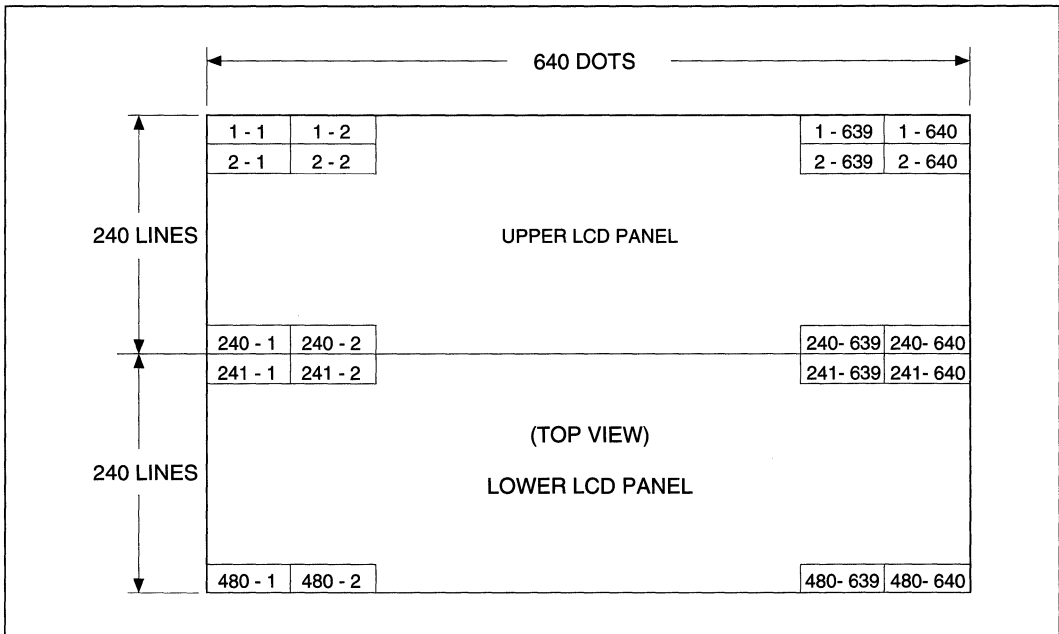 640 DOTS
1 - 1 1 - 2 1 - 639 1 - 640
2 - 1 2 - 2 2 - 639 2 - 640
240 LINES UPPER LCD PANEL
240 - 1 240 - 2 240- 639 240- 640
241 - 1 241 - 2 241- 639 241- 640
(TOP VIEW)
240 LINES
LOWER LCD PANEL
480 - 1 480 - 2 480- 639 480- 640